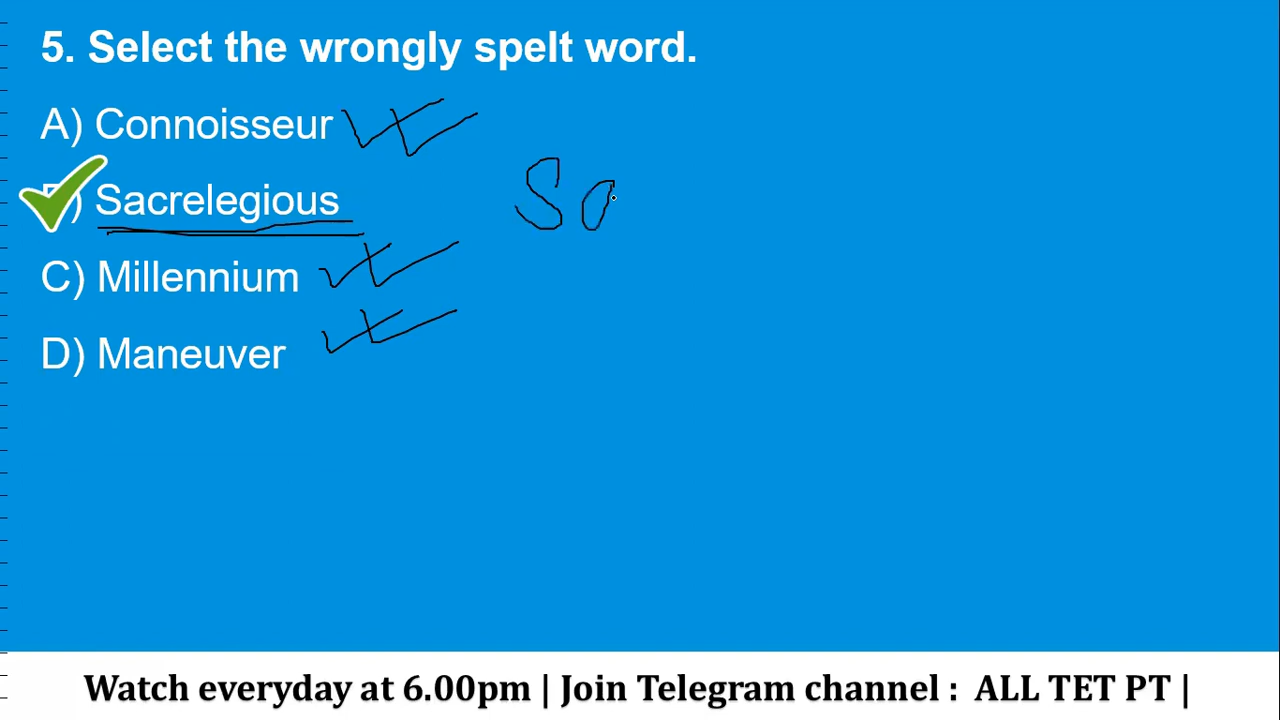 5. Select the wrongly spelt word.
A) Connoisseur
Sacrelegious
Sa
C) Millennium
D) Maneuver
Watch everyday at 6.00pm | Join Telegram channel : ALL TET PT |